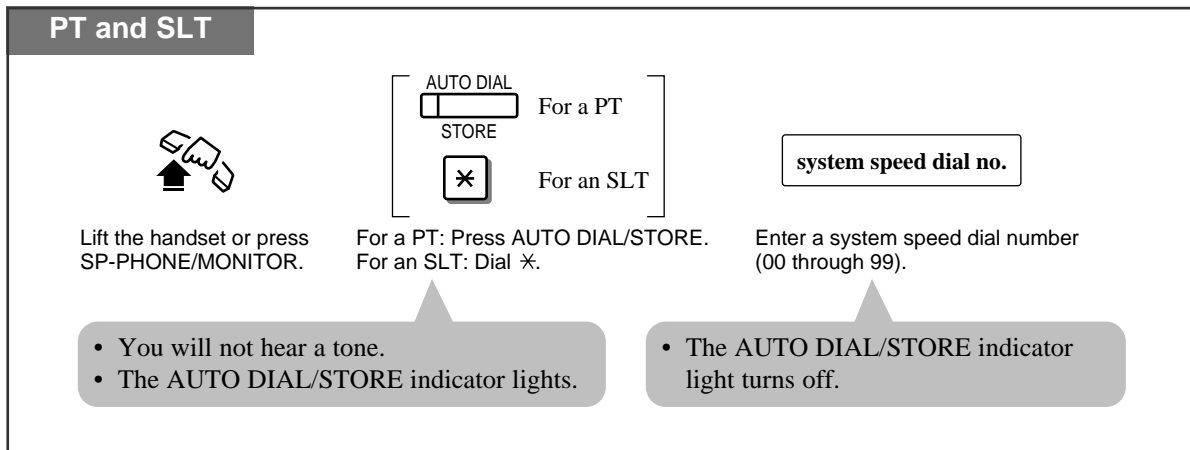 PT and SLT
AUTO DIAL
For a PT
STORE
✕ For an SLT
system speed dial no.
Lift the handset or press
SP-PHONE/MONITOR.
For a PT: Press AUTO DIAL/STORE.
For an SLT: Dial ✕.
Enter a system speed dial number
(00 through 99).
• You will not hear a tone.
• The AUTO DIAL/STORE indicator lights.
• The AUTO DIAL/STORE indicator
light turns off.